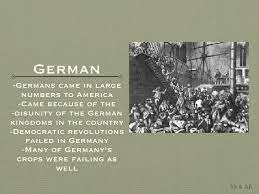 German
-Germans came in large
numbers to America
-Came because of the
-disunity of the German
kingdoms in the country
-Democratic revolutions
failed in Germany
-Many of Germany's
crops were failing as
well